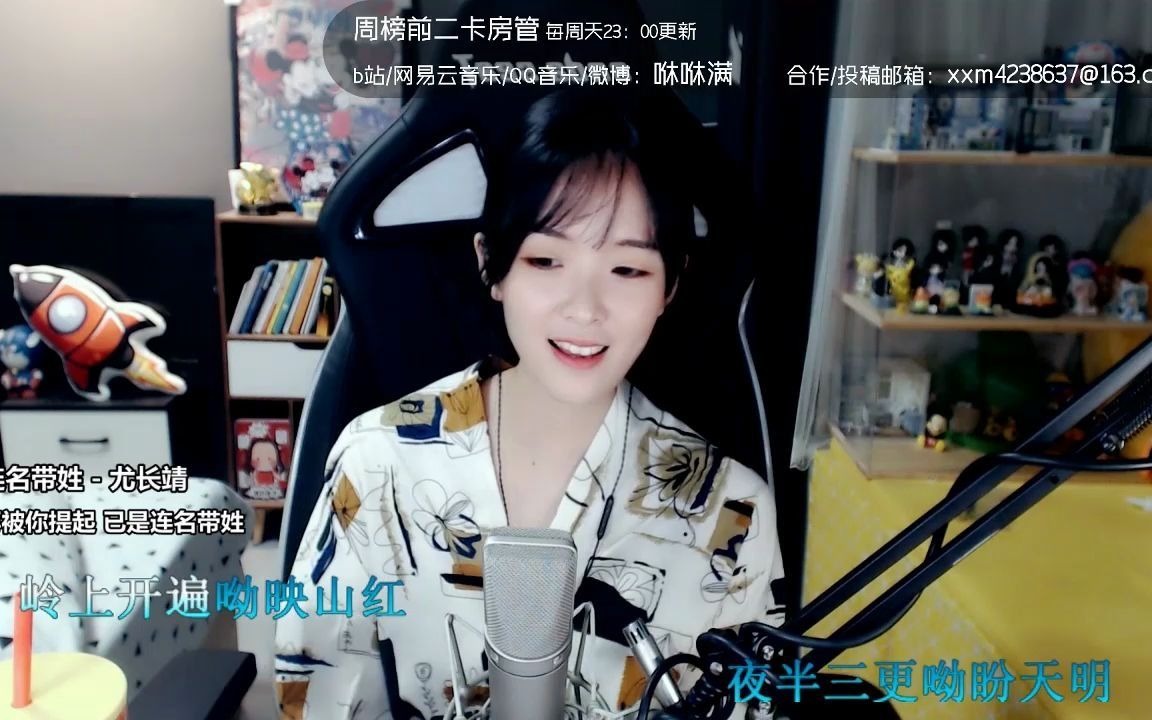 周榜前二卡房管 每周天23：00更新
b站/网易云音乐/QQ音乐/微博：咻咻满 合作/投稿邮箱：xxm4238637@163.c
连名带姓 - 尤长靖
被你提起 已是连名带姓
岭上开遍呦映山红
夜半三更呦盼天明